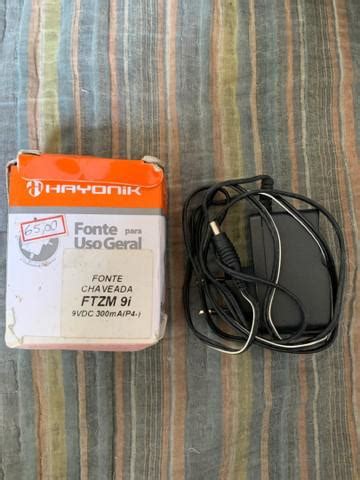 HAYONIK
65,00
Fonte para
Uso Geral
FONTE
CHAVEADA
FTZM 9i
9VDC 300mA(P4-)